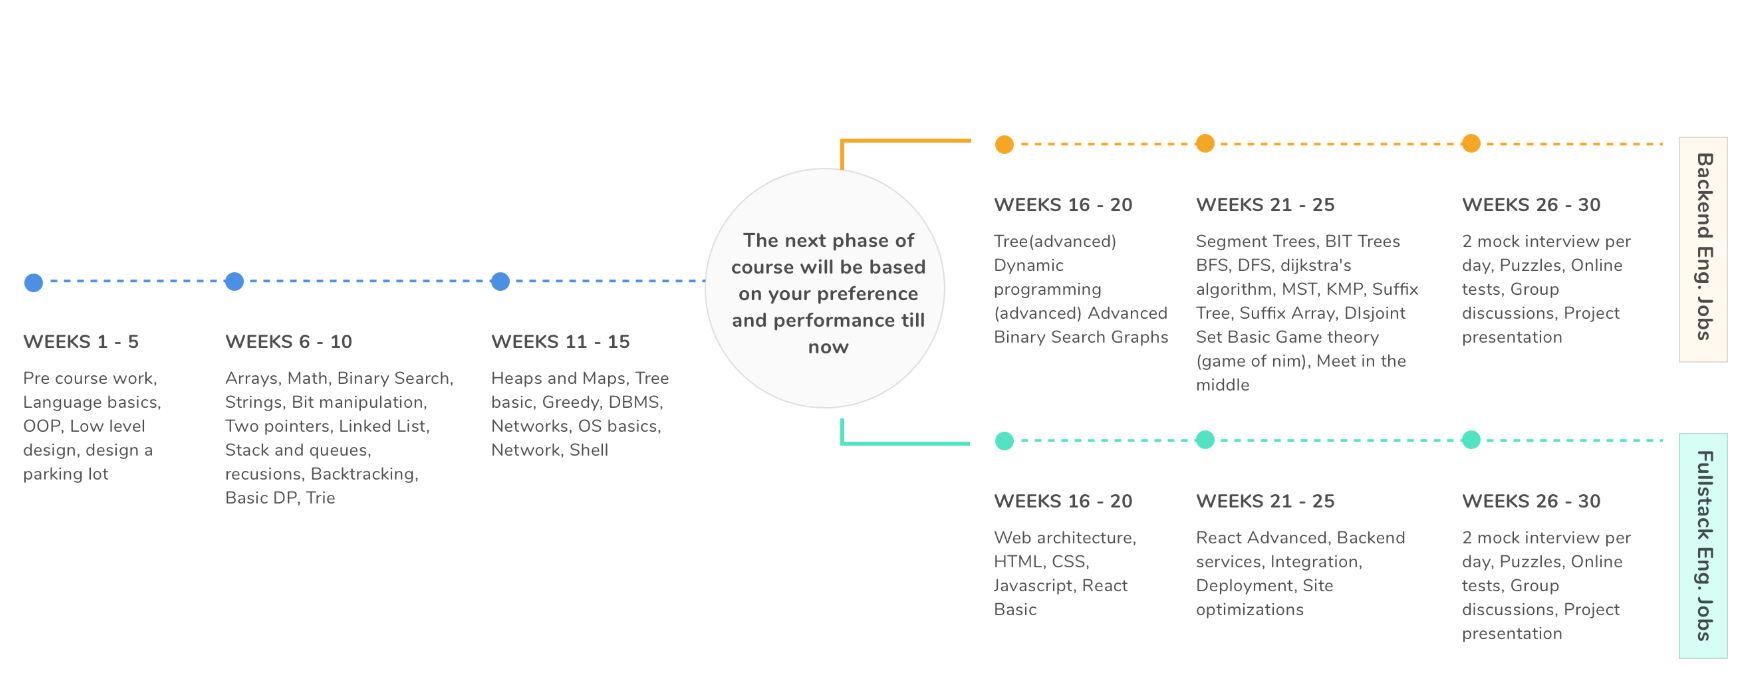 WEEKS 1 - 5
Pre course work,
Language basics,
OOP, Low level
design, design a
parking lot
WEEKS 6 - 10
Arrays, Math, Binary Search,
Strings, Bit manipulation,
Two pointers, Linked List,
Stack and queues,
recusions, Backtracking,
Basic DP, Trie
WEEKS 11 - 15
Heaps and Maps, Tree
basic, Greedy, DBMS,
Networks, OS basics,
Network, Shell
The next phase of
course will be based
on your preference
and performance till
now
WEEKS 16 - 20
Tree(advanced)
Dynamic
programming
(advanced) Advanced
Binary Search Graphs
WEEKS 21 - 25
Segment Trees, BIT Trees
BFS, DFS, dijkstra's
algorithm, MST, KMP, Suffix
Tree, Suffix Array, DIsjoint
Set Basic Game theory
(game of nim), Meet in the
middle
WEEKS 26 - 30
2 mock interview per
day, Puzzles, Online
tests, Group
discussions, Project
presentation
Backend Eng. Jobs
WEEKS 16 - 20
Web architecture,
HTML, CSS,
Javascript, React
Basic
WEEKS 21 - 25
React Advanced, Backend
services, Integration,
Deployment, Site
optimizations
WEEKS 26 - 30
2 mock interview per
day, Puzzles, Online
tests, Group
discussions, Project
presentation
Fullstack Eng. Jobs